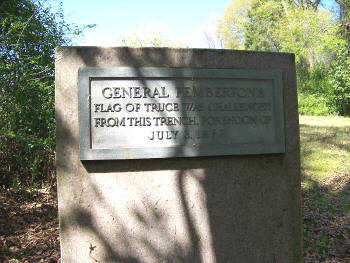 GENERAL PEMBERTON'S
FLAG OF TRUCE WAS CHALLENGED
FROM THIS TRENCH, FORENOON OF
JULY 3, 1863